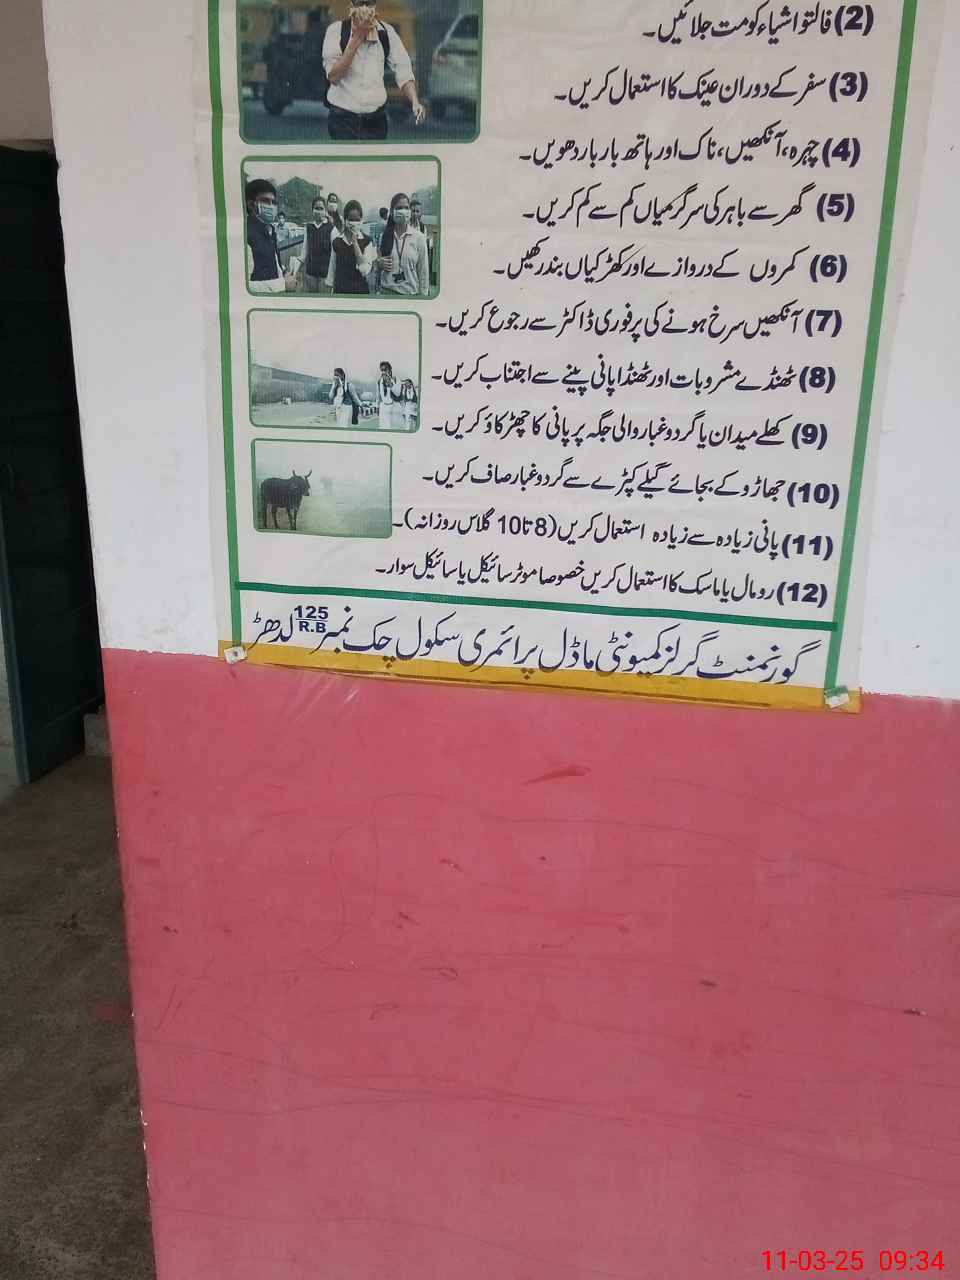 (2) فالتو اشیاء کو مت جلائیں۔
(3) سفر کے دوران عینک کا استعمال کریں۔
(4) چہرہ، آنکھیں، ناک اور ہاتھ بار بار دھویں۔
(5) گھر سے باہر کی سرگرمیاں کم سے کم کریں۔
(6) کمروں کے دروازے اور کھڑکیاں بند رکھیں۔
(7) آنکھیں سرخ ہونے کی پر فوری ڈاکٹر سے رجوع کریں۔
(8) ٹھنڈے مشروبات اور ٹھنڈا پانی پینے سے اجتناب کریں۔
(9) کھلے میدان یا گردوغبار والی جگہ پر پانی کا چھڑکاؤ کریں۔
(10) جھاڑو کے بجائے گیلے کپڑے سے گردوغبار صاف کریں۔
(11) پانی زیادہ سے زیادہ استعمال کریں (8 تا 10 گلاس روزانہ)۔
(12) رومال یا ماسک کا استعمال کریں خصوصا موٹر سائیکل یا سائیکل سوار۔
گورنمنٹ گرلز کمیونٹی ماڈل پرائمری سکول چک نمبر 125 R.B لدھڑ
11-03-25 09:34